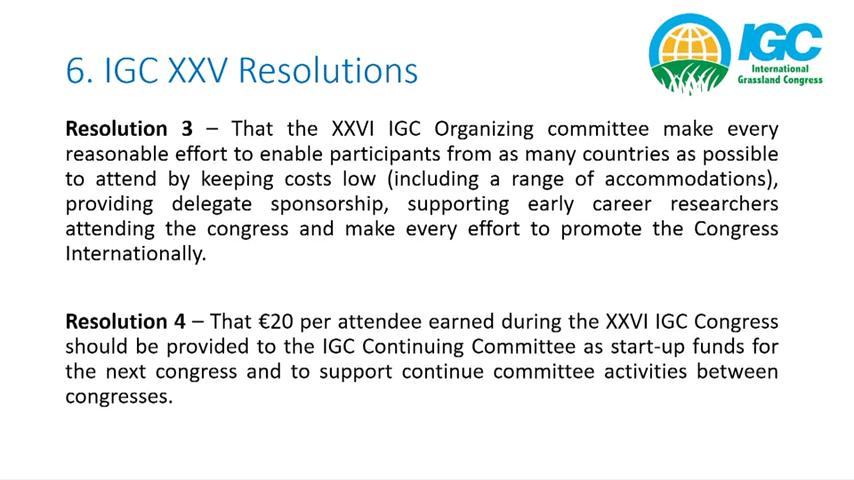 6. IGC XXV Resolutions
IGC
International
Grassland Congress
Resolution 3 – That the XXVI IGC Organizing committee make every
reasonable effort to enable participants from as many countries as possible
to attend by keeping costs low (including a range of accommodations),
providing delegate sponsorship, supporting early career researchers
attending the congress and make every effort to promote the Congress
Internationally.
Resolution 4 – That €20 per attendee earned during the XXVI IGC Congress
should be provided to the IGC Continuing Committee as start-up funds for
the next congress and to support continue committee activities between
congresses.